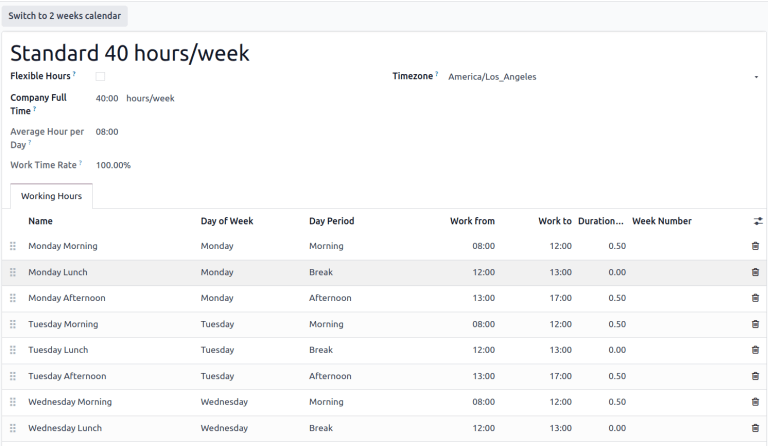 Switch to 2 weeks calendar
Standard 40 hours/week
Flexible Hours ? Timezone ? America/Los_Angeles
Company Full Time ? 40:00 hours/week
Average Hour per Day ? 08:00
Work Time Rate ? 100.00%
Working Hours
Name Day of Week Day Period Work from Work to Duration... Week Number
Monday Morning Monday Morning 08:00 12:00 0.50
Monday Lunch Monday Break 12:00 13:00 0.00
Monday Afternoon Monday Afternoon 13:00 17:00 0.50
Tuesday Morning Tuesday Morning 08:00 12:00 0.50
Tuesday Lunch Tuesday Break 12:00 13:00 0.00
Tuesday Afternoon Tuesday Afternoon 13:00 17:00 0.50
Wednesday Morning Wednesday Morning 08:00 12:00 0.50
Wednesday Lunch Wednesday Break 12:00 13:00 0.00